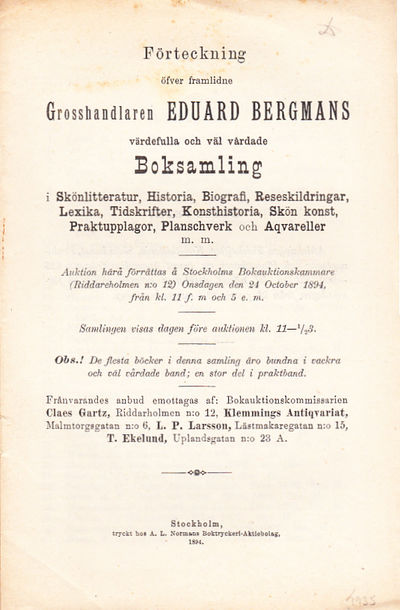 Förteckning
öfver framlidne
Grosshandlaren EDUARD BERGMANS
värdefulla och väl vårdade
Boksamling
i Skönlitteratur, Historia, Biografi, Reseskildringar,
Lexika, Tidskrifter, Konsthistoria, Skön konst,
Praktupplagor, Planschverk och Aqvareller
m. m.
Auktion härå förrättas å Stockholms Bokauktionskammare
(Riddareholmen n:o 12) Onsdagen den 24 October 1894,
från kl. 11 f. m och 5 e. m.
Samlingen visas dagen före auktionen kl. 11—1/23.
Obs.! De flesta böcker i denna samling äro bundna i vackra
och väl vårdade band; en stor del i praktband.
Frånvarandes anbud emottagas af: Bokauktionskommissarien
Claes Gartz, Riddarholmen n:o 12, Klemmings Antiqvariat,
Malmtorgsgatan n:o 6, L. P. Larsson, Lästmakaregatan n:o 15,
T. Ekelund, Uplandsgatan n:o 23 A.
Stockholm,
tryckt hos A. L. Normans Boktryckeri-Aktiebolag,
1894.
1935